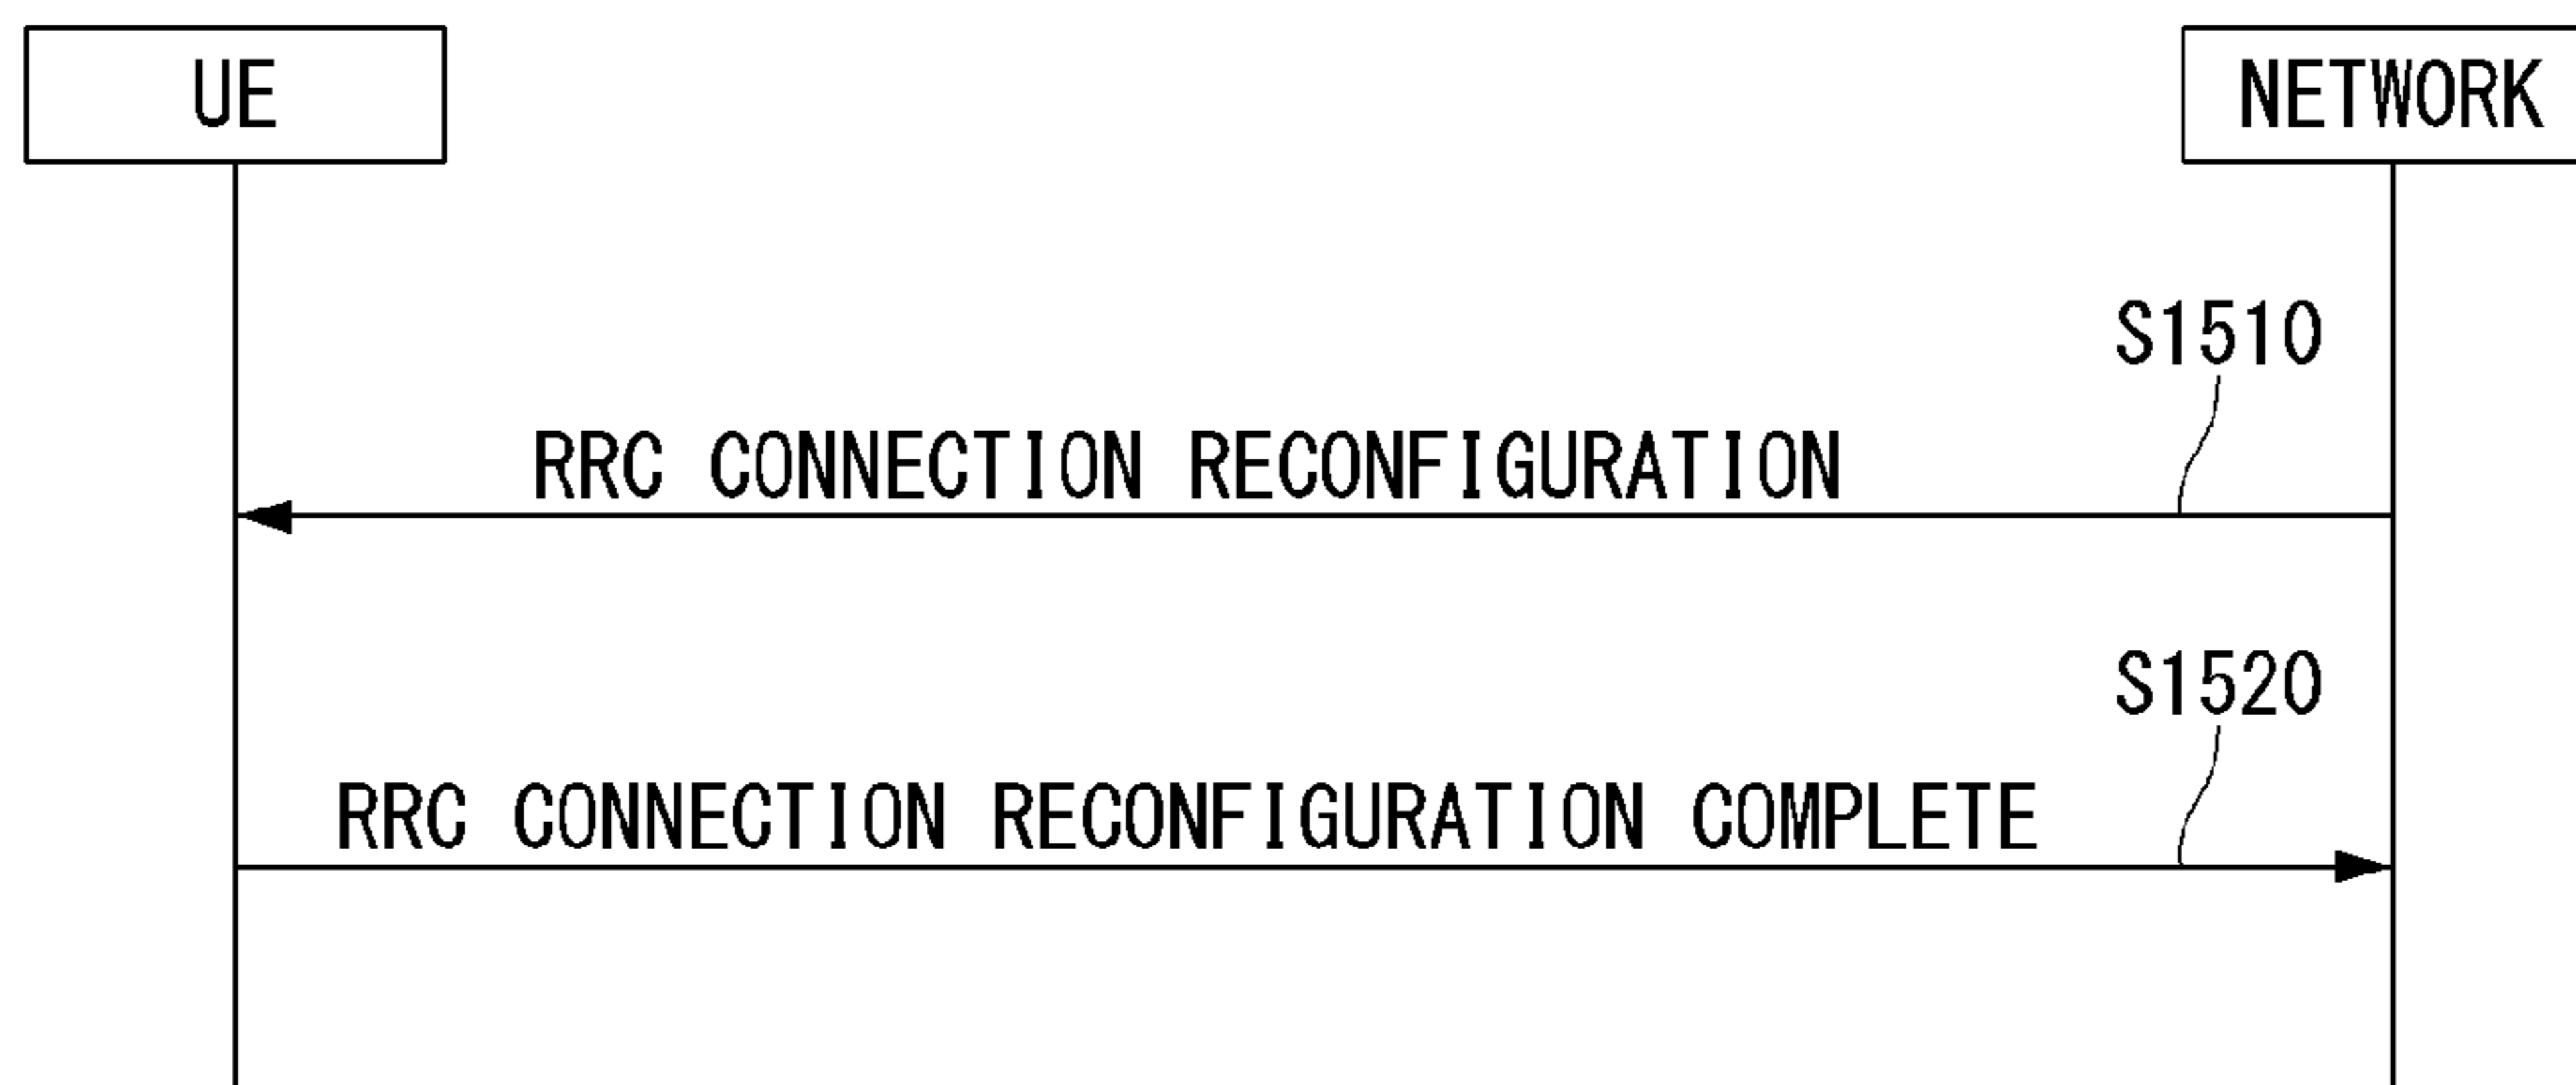 UE
NETWORK
S1510
RRC CONNECTION RECONFIGURATION
S1520
RRC CONNECTION RECONFIGURATION COMPLETE